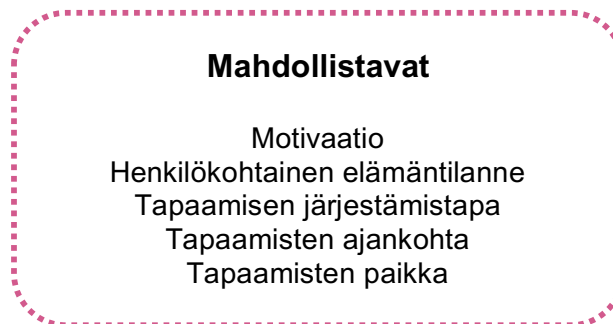 Mahdollistavat
Motivaatio
Henkilökohtainen elämäntilanne
Tapaamisen järjestämistapa
Tapaamisten ajankohta
Tapaamisten paikka